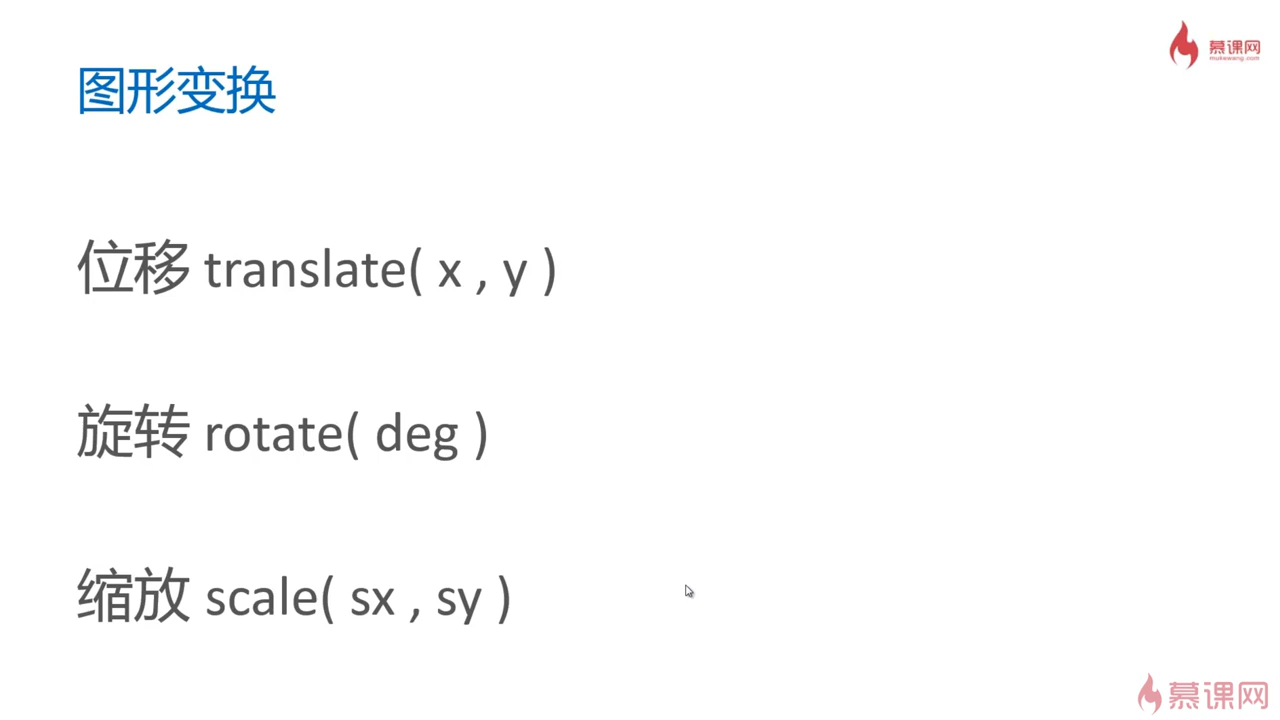 慕课网
mukewang.com
图形变换
位移 translate( x , y )
旋转 rotate( deg )
缩放 scale( sx , sy )
慕课网